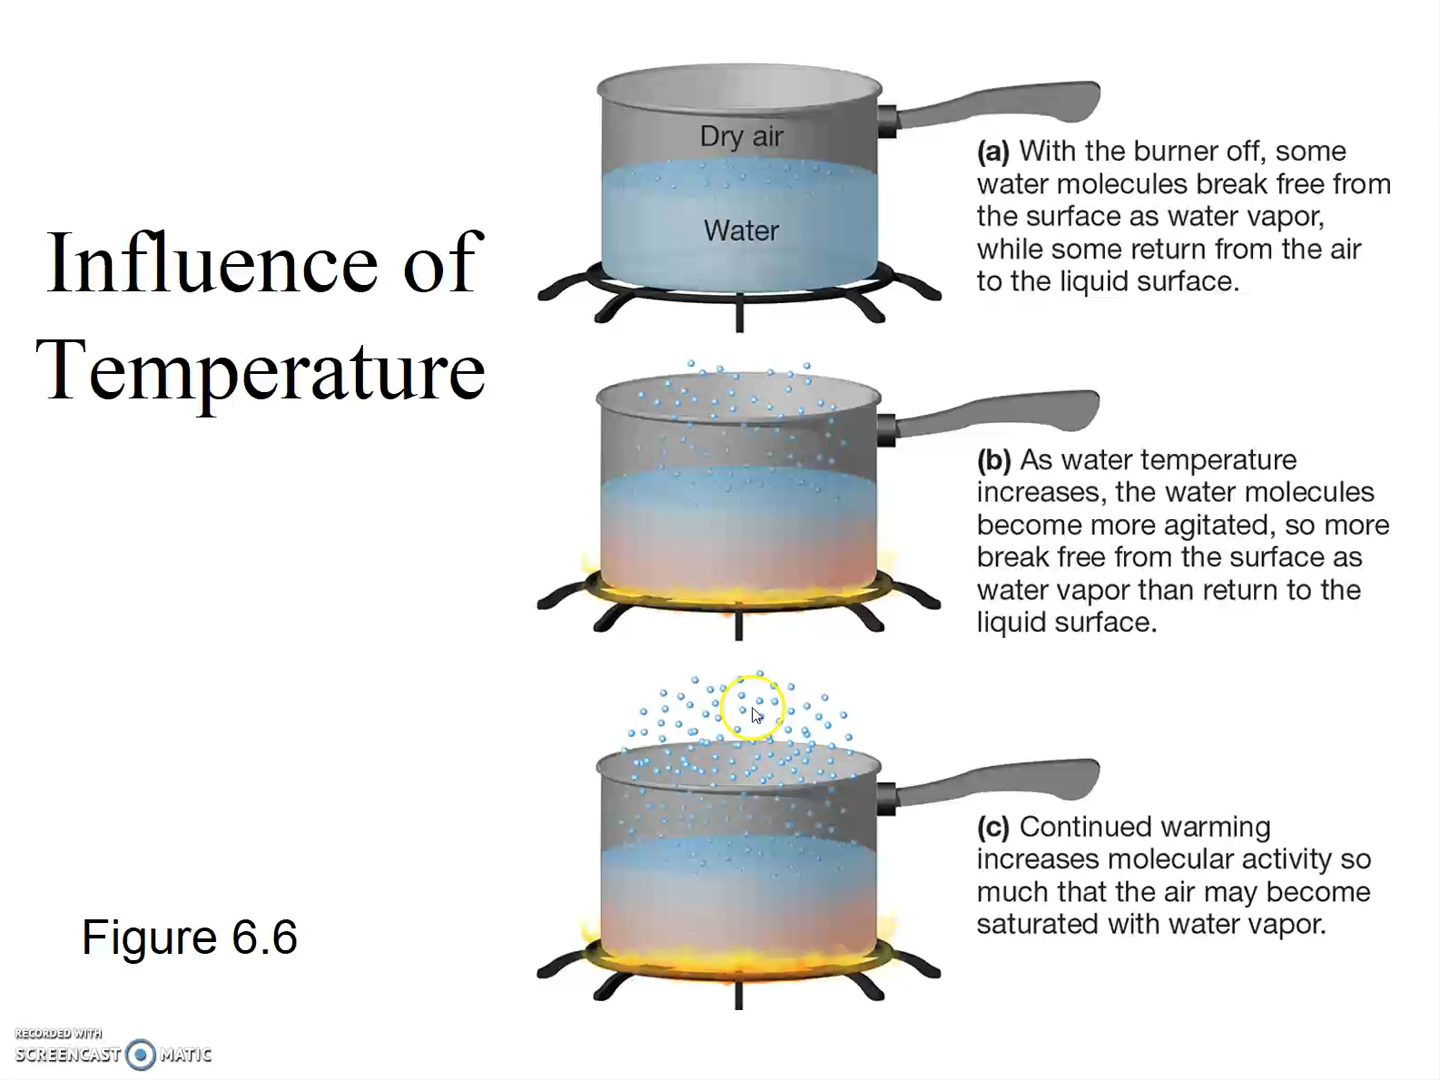 Influence of
Temperature
Dry air
Water
(a) With the burner off, some
water molecules break free from
the surface as water vapor,
while some return from the air
to the liquid surface.
(b) As water temperature
increases, the water molecules
become more agitated, so more
break free from the surface as
water vapor than return to the
liquid surface.
(c) Continued warming
increases molecular activity so
much that the air may become
saturated with water vapor.
Figure 6.6
RECORDED WITH
SCREENCAST MATIC